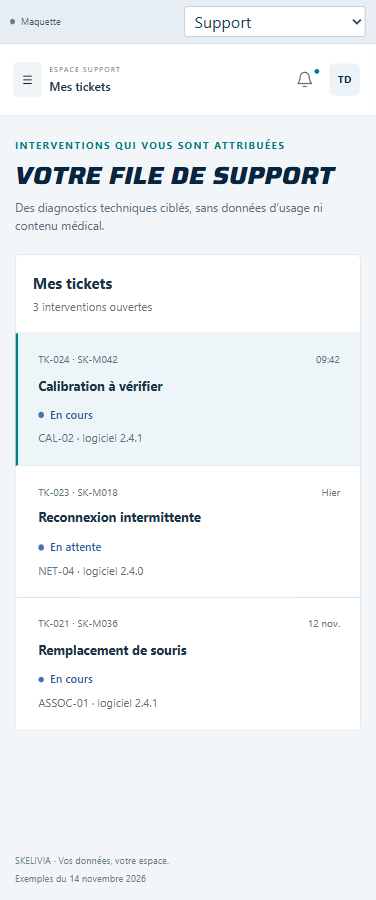 Maquette
Support
ESPACE SUPPORT
Mes tickets
TD
INTERVENTIONS QUI VOUS SONT ATTRIBUÉES
VOTRE FILE DE SUPPORT
Des diagnostics techniques ciblés, sans données d’usage ni
contenu médical.
Mes tickets
3 interventions ouvertes
TK-024 · SK-M042 09:42
Calibration à vérifier
En cours
CAL-02 · logiciel 2.4.1
TK-023 · SK-M018 Hier
Reconnexion intermittente
En attente
NET-04 · logiciel 2.4.0
TK-021 · SK-M036 12 nov.
Remplacement de souris
En cours
ASSOC-01 · logiciel 2.4.1
SKELIVIA · Vos données, votre espace.
Exemples du 14 novembre 2026